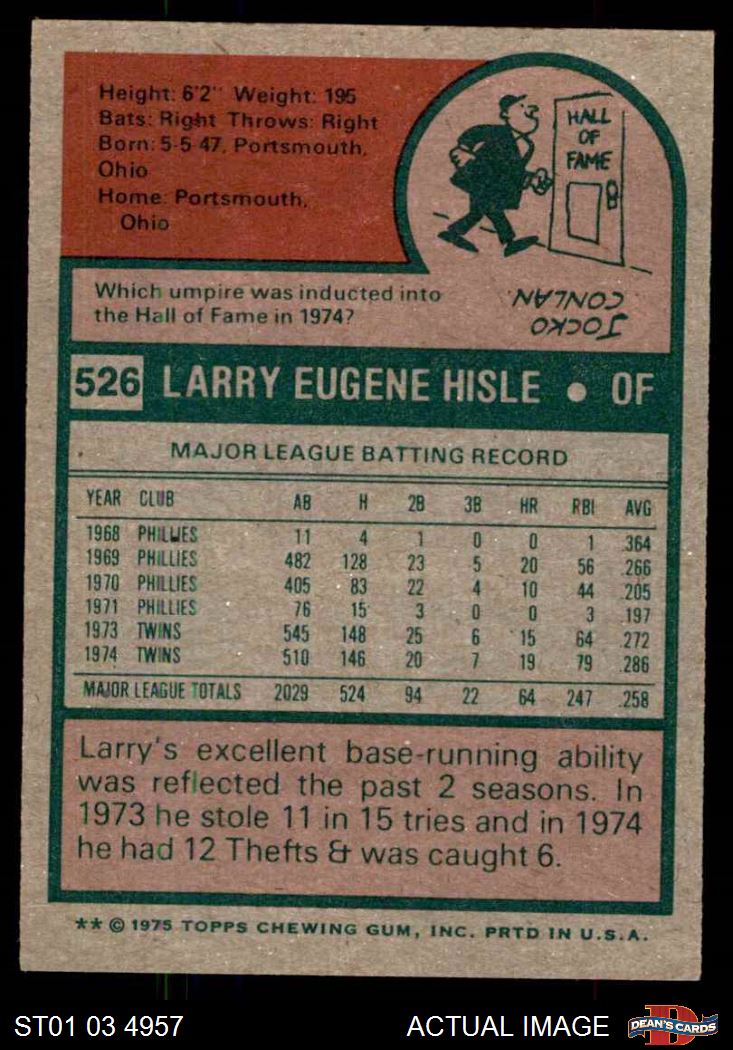 Height: 6'2" Weight: 195
Bats: Right Throws: Right
Born: 5-5-47, Portsmouth,
Ohio
Home: Portsmouth,
Ohio
HALL
OF
FAME
Which umpire was inducted into
the Hall of Fame in 1974?
JOCKO
CONLAN.
526 LARRY EUGENE HISLE • OF
MAJOR LEAGUE BATTING RECORD
YEAR CLUB AB H 2B 3B HR RBI AVG
1968 PHILLIES 11 4 1 0 0 1 .364
1969 PHILLIES 482 128 23 5 20 56 .266
1970 PHILLIES 405 83 22 4 10 44 .205
1971 PHILLIES 76 15 3 0 0 3 .197
1973 TWINS 545 148 25 6 15 64 .272
1974 TWINS 510 146 20 7 19 79 .286
MAJOR LEAGUE TOTALS 2029 524 94 22 64 247 .258
Larry's excellent base-running ability
was reflected the past 2 seasons. In
1973 he stole 11 in 15 tries and in 1974
he had 12 Thefts & was caught 6.
** © 1975 TOPPS CHEWING GUM, INC. PRTD IN U.S.A.
ST01 03 4957 ACTUAL IMAGE D DEAN'S CARDS